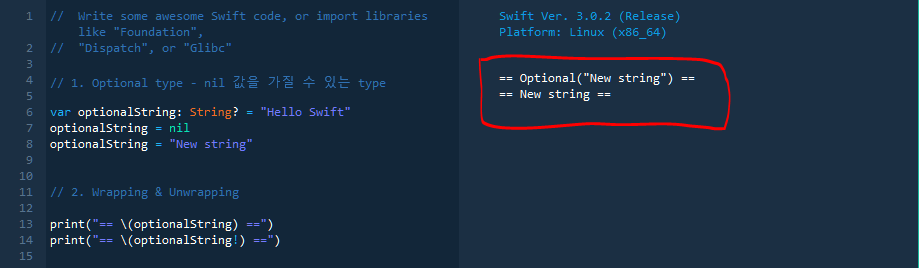 1 // Write some awesome Swift code, or import libraries
like "Foundation",
2 // "Dispatch", or "Glibc"
3
4 // 1. Optional type - nil 값을 가질 수 있는 type
5
6 var optionalString: String? = "Hello Swift"
7 optionalString = nil
8 optionalString = "New string"
9
10
11 // 2. Wrapping & Unwrapping
12
13 print("== \(optionalString) ==")
14 print("== \(optionalString!) ==")
15
Swift Ver. 3.0.2 (Release)
Platform: Linux (x86_64)
== Optional("New string") ==
== New string ==